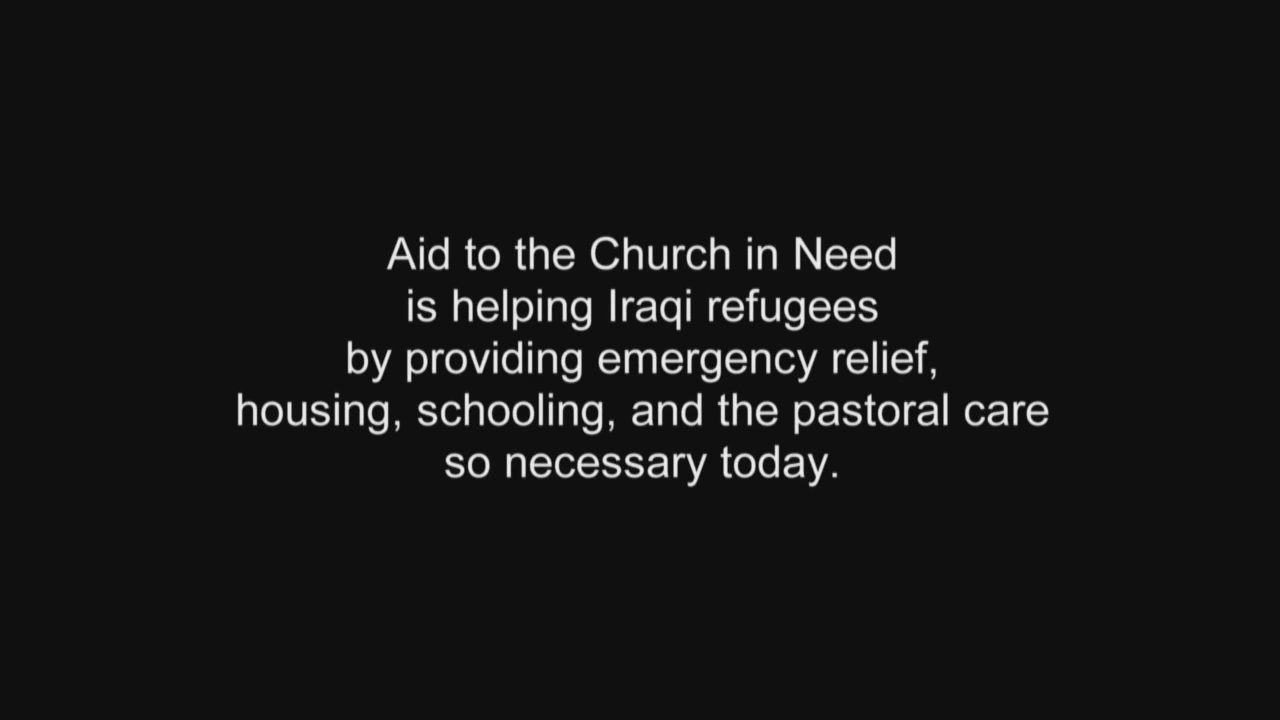 Aid to the Church in Need
is helping Iraqi refugees
by providing emergency relief,
housing, schooling, and the pastoral care
so necessary today.